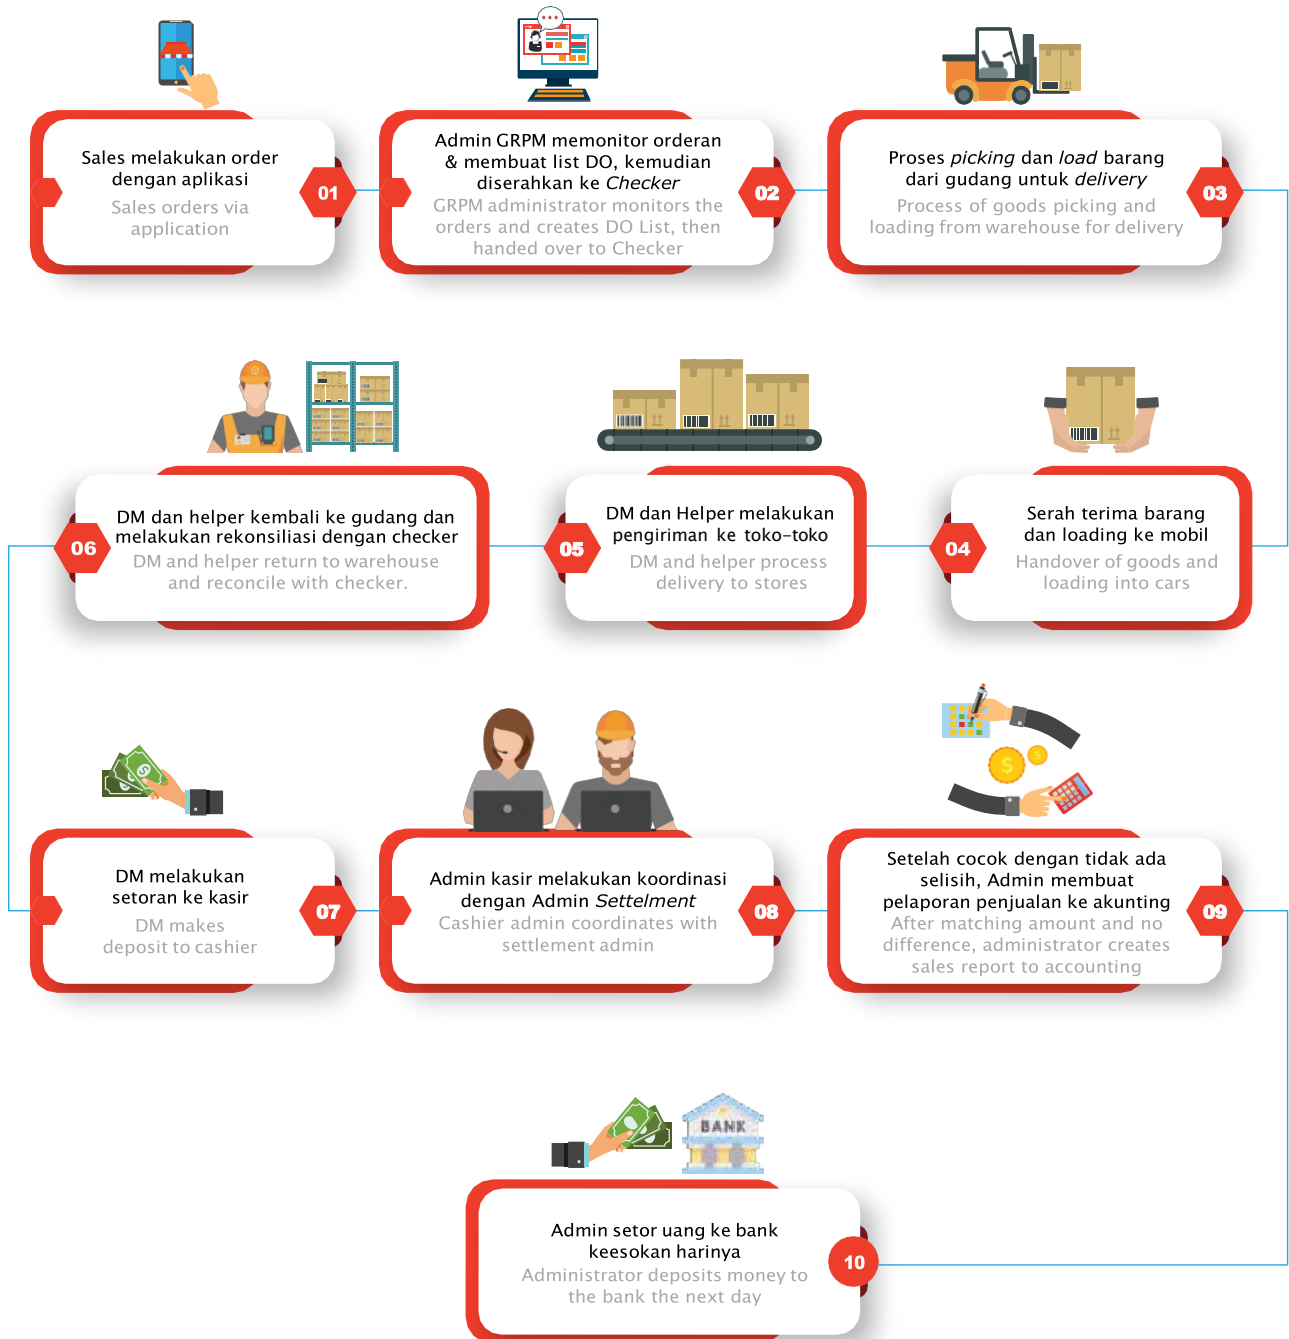 Sales melakukan order
dengan aplikasi
Sales orders via
application
01
Admin GRPM memonitor orderan
& membuat list DO, kemudian
diserahkan ke Checker
GRPM administrator monitors the
orders and creates DO List, then
handed over to Checker
02
Proses picking dan load barang
dari gudang untuk delivery
Process of goods picking and
loading from warehouse for delivery
03
Serah terima barang
dan loading ke mobil
Handover of goods and
loading into cars
04
DM dan Helper melakukan
pengiriman ke toko-toko
DM and helper process
delivery to stores
05
DM dan helper kembali ke gudang dan
melakukan rekonsiliasi dengan checker
DM and helper return to warehouse
and reconcile with checker.
06
DM melakukan
setoran ke kasir
DM makes
deposit to cashier
07
Admin kasir melakukan koordinasi
dengan Admin Settelment
Cashier admin coordinates with
settlement admin
08
Setelah cocok dengan tidak ada
selisih, Admin membuat
pelaporan penjualan ke akunting
After matching amount and no
difference, administrator creates
sales report to accounting
09
BANK
Admin setor uang ke bank
keesokan harinya
Administrator deposits money to
the bank the next day
10